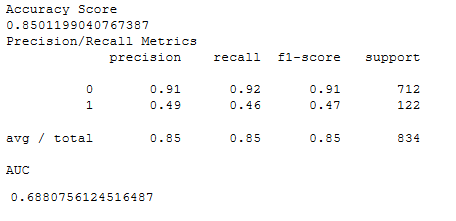 Accuracy Score
0.8501199040767387
Precision/Recall Metrics
precision recall f1-score support
0 0.91 0.92 0.91 712
1 0.49 0.46 0.47 122
avg / total 0.85 0.85 0.85 834
AUC
0.6880756124516487